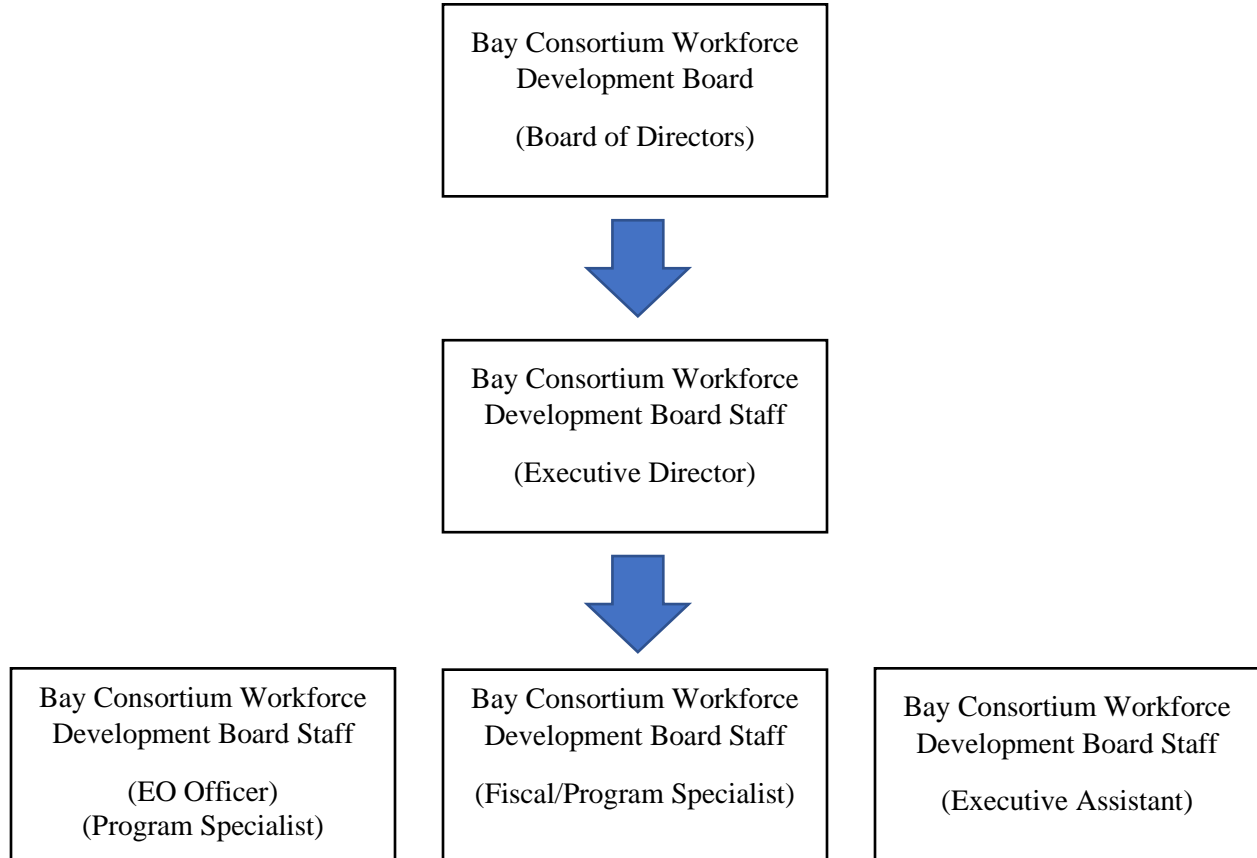 Bay Consortium Workforce
Development Board
(Board of Directors)
Bay Consortium Workforce
Development Board Staff
(Executive Director)
Bay Consortium Workforce
Development Board Staff
(EO Officer)
(Program Specialist)
Bay Consortium Workforce
Development Board Staff
(Fiscal/Program Specialist)
Bay Consortium Workforce
Development Board Staff
(Executive Assistant)